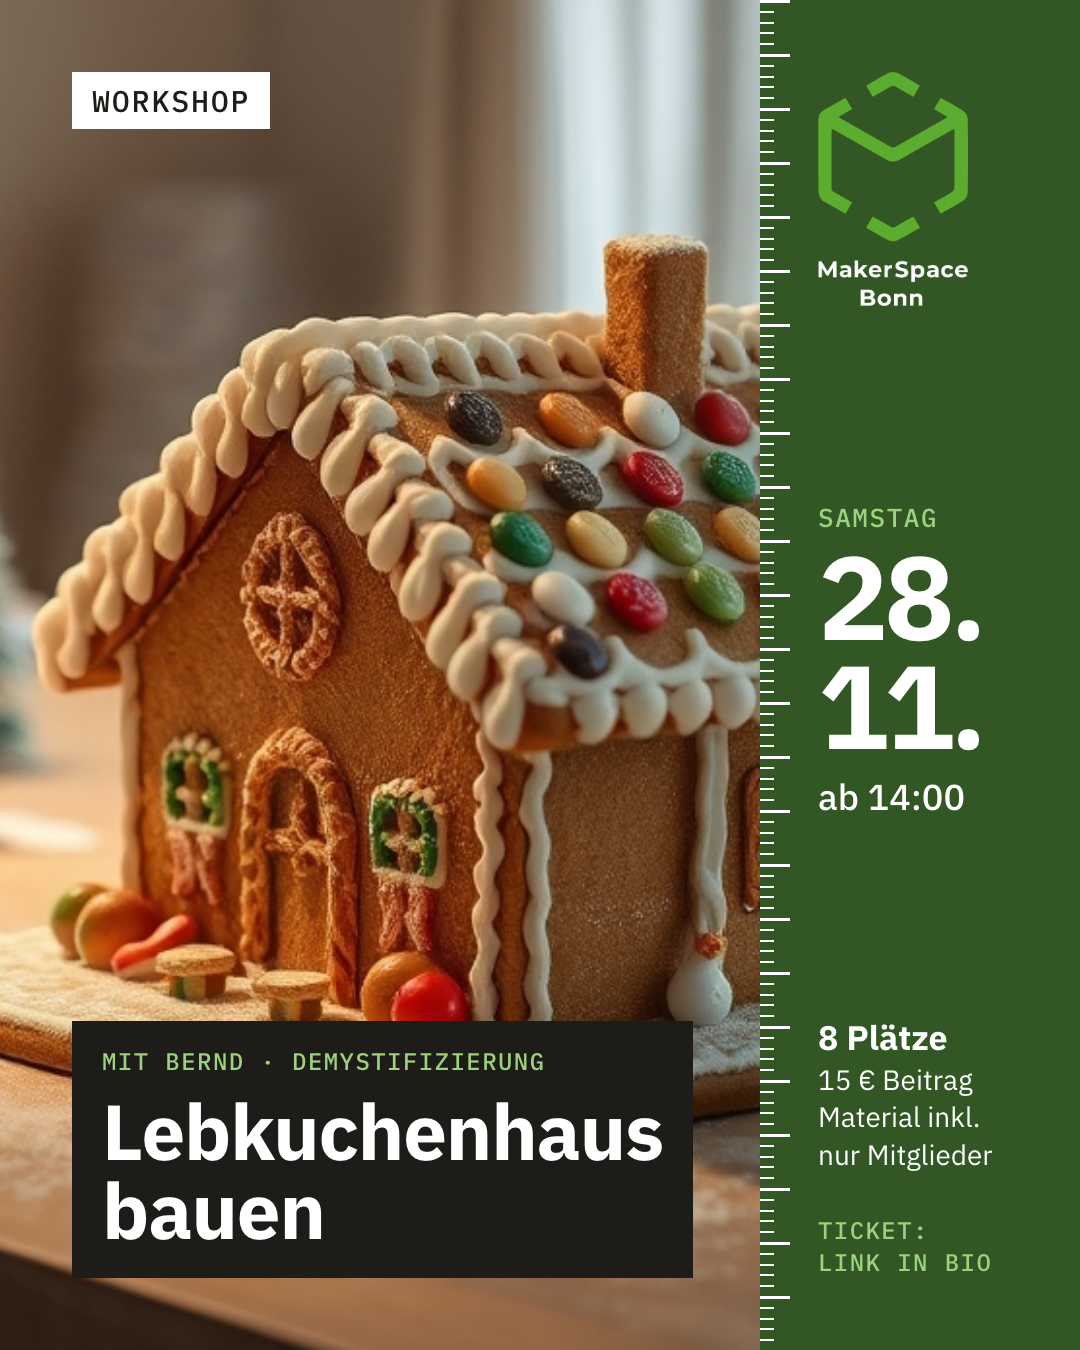 WORKSHOP
MakerSpace
Bonn
SAMSTAG
28.
11.
ab 14:00
8 Plätze
15 € Beitrag
Material inkl.
nur Mitglieder
TICKET:
LINK IN BIO
MIT BERND · DEMYSTIFIZIERUNG
Lebkuchenhaus
bauen